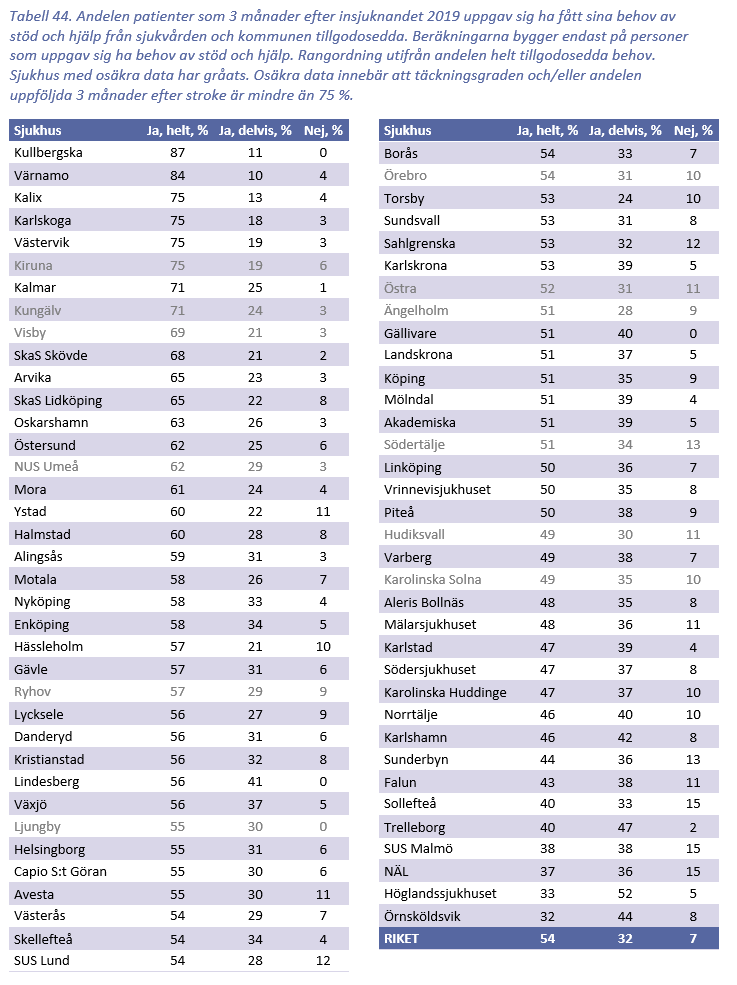 Tabell 44. Andelen patienter som 3 månader efter insjuknandet 2019 uppgav sig ha fått sina behov av
stöd och hjälp från sjukvården och kommunen tillgodosedda. Beräkningarna bygger endast på personer
som uppgav sig ha behov av stöd och hjälp. Rangordning utifrån andelen helt tillgodosedda behov.
Sjukhus med osäkra data har gråats. Osäkra data innebär att täckningsgraden och/eller andelen
uppföljda 3 månader efter stroke är mindre än 75 %.
Sjukhus Ja, helt, % Ja, delvis, % Nej, %
Kullbergska 87 11 0
Värnamo 84 10 4
Kalix 75 13 4
Karlskoga 75 18 3
Västervik 75 19 3
Kiruna 75 19 6
Kalmar 71 25 1
Kungälv 71 24 3
Visby 69 21 3
SkaS Skövde 68 21 2
Arvika 65 23 3
SkaS Lidköping 65 22 8
Oskarshamn 63 26 3
Östersund 62 25 6
NUS Umeå 62 29 3
Mora 61 24 4
Ystad 60 22 11
Halmstad 60 28 8
Alingsås 59 31 3
Motala 58 26 7
Nyköping 58 33 4
Enköping 58 34 5
Hässleholm 57 21 10
Gävle 57 31 6
Ryhov 57 29 9
Lycksele 56 27 9
Danderyd 56 31 6
Kristianstad 56 32 8
Lindesberg 56 41 0
Växjö 56 37 5
Ljungby 55 30 0
Helsingborg 55 31 6
Capio S:t Göran 55 30 6
Avesta 55 30 11
Västerås 54 29 7
Skellefteå 54 34 4
SUS Lund 54 28 12
Sjukhus Ja, helt, % Ja, delvis, % Nej, %
Borås 54 33 7
Örebro 54 31 10
Torsby 53 24 10
Sundsvall 53 31 8
Sahlgrenska 53 32 12
Karlskrona 53 39 5
Östra 52 31 11
Ängelholm 51 28 9
Gällivare 51 40 0
Landskrona 51 37 5
Köping 51 35 9
Mölndal 51 39 4
Akademiska 51 39 5
Södertälje 51 34 13
Linköping 50 36 7
Vrinnevisjukhuset 50 35 8
Piteå 50 38 9
Hudiksvall 49 30 11
Varberg 49 38 7
Karolinska Solna 49 35 10
Aleris Bollnäs 48 35 8
Mälarsjukhuset 48 36 11
Karlstad 47 39 4
Södersjukhuset 47 37 8
Karolinska Huddinge 47 37 10
Norrtälje 46 40 10
Karlshamn 46 42 8
Sunderbyn 44 36 13
Falun 43 38 11
Sollefteå 40 33 15
Trelleborg 40 47 2
SUS Malmö 38 38 15
NÄL 37 36 15
Höglandssjukhuset 33 52 5
Örnsköldsvik 32 44 8
RIKET 54 32 7